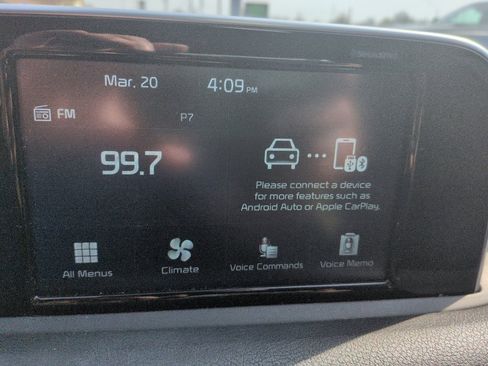 SiriusXM
Mar. 20
4:09 PM
FM
P7
99.7
Please connect a device
for more features such as
Android Auto or Apple CarPlay.
All Menus
Climate
Voice Commands
Voice Memo